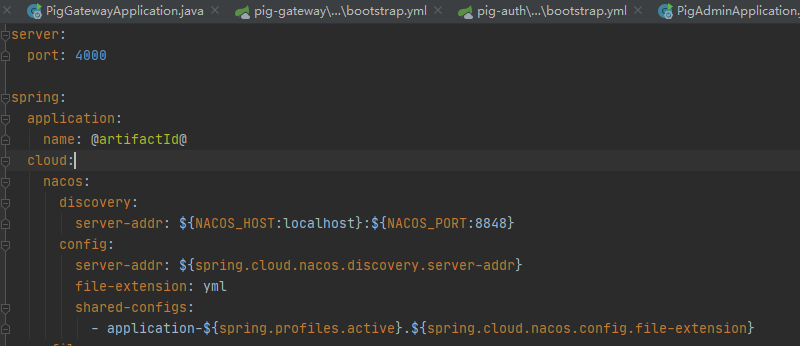 PigGatewayApplication.java pig-gateway\...\bootstrap.yml pig-auth\...\bootstrap.yml PigAdminApplication.
server:
  port: 4000
spring:
  application:
    name: @artifactId@
  cloud:
    nacos:
      discovery:
        server-addr: ${NACOS_HOST:localhost}:${NACOS_PORT:8848}
      config:
        server-addr: ${spring.cloud.nacos.discovery.server-addr}
        file-extension: yml
        shared-configs:
          - application-${spring.profiles.active}.${spring.cloud.nacos.config.file-extension}